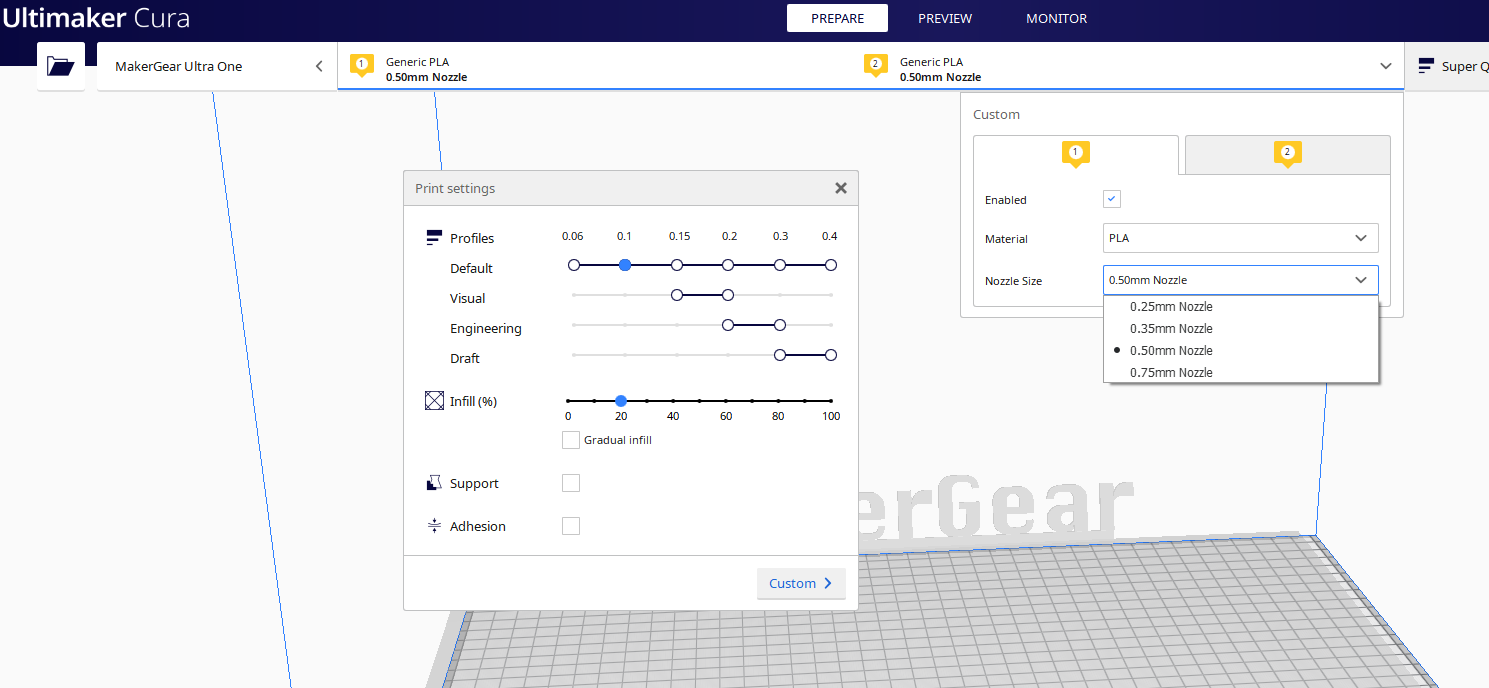 Ultimaker Cura
PREPARE
PREVIEW
MONITOR
MakerGear Ultra One
1
Generic PLA
0.50mm Nozzle
2
Generic PLA
0.50mm Nozzle
Super Q
Custom
1
2
Enabled
Material
PLA
Nozzle Size
0.50mm Nozzle
0.25mm Nozzle
0.35mm Nozzle
0.50mm Nozzle
0.75mm Nozzle
Print settings
Profiles
0.06 0.1 0.15 0.2 0.3 0.4
Default
Visual
Engineering
Draft
Infill (%)
0 20 40 60 80 100
Gradual infill
Support
Adhesion
Custom
erGear